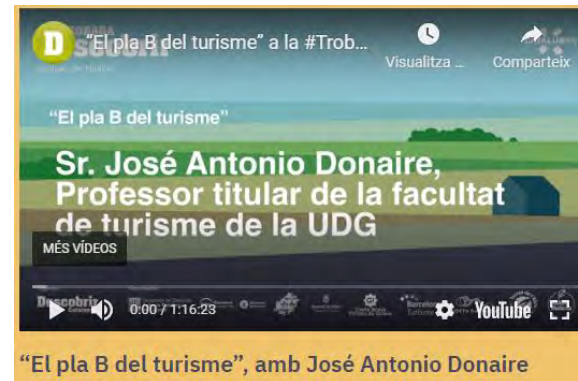 D
"El pla B del turisme" a la #Trob...
Visualitza ...
Comparteix
"El pla B del turisme"
Sr. José Antonio Donaire,
Professor titular de la facultat
de turisme de la UDG
MÉS VÍDEOS
0:00 / 1:16:23
YouTube
"El pla B del turisme", amb José Antonio Donaire